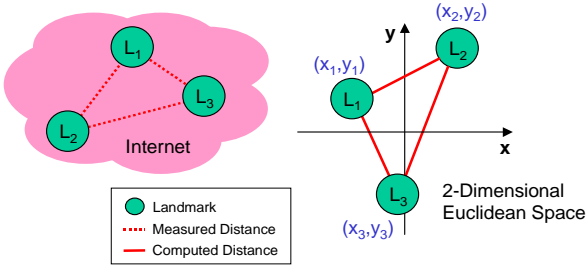 L1
L3
L2
Internet
Landmark
Measured Distance
Computed Distance
(x2,y2)
y
(x1,y1)
L2
L1
x
L3
2-Dimensional
Euclidean Space
(x3,y3)